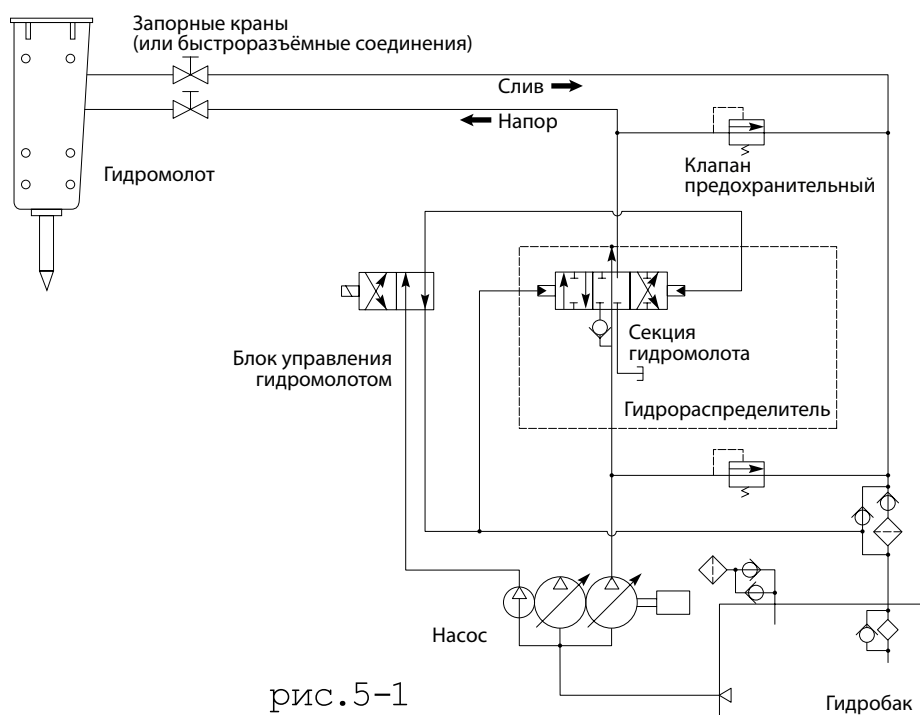 Запорные краны
(или быстроразъёмные соединения)
Слив
Напор
Клапан
предохранительный
Гидромолот
Блок управления
гидромолотом
Секция
гидромолота
Гидрораспределитель
Насос
рис.5-1
Гидробак